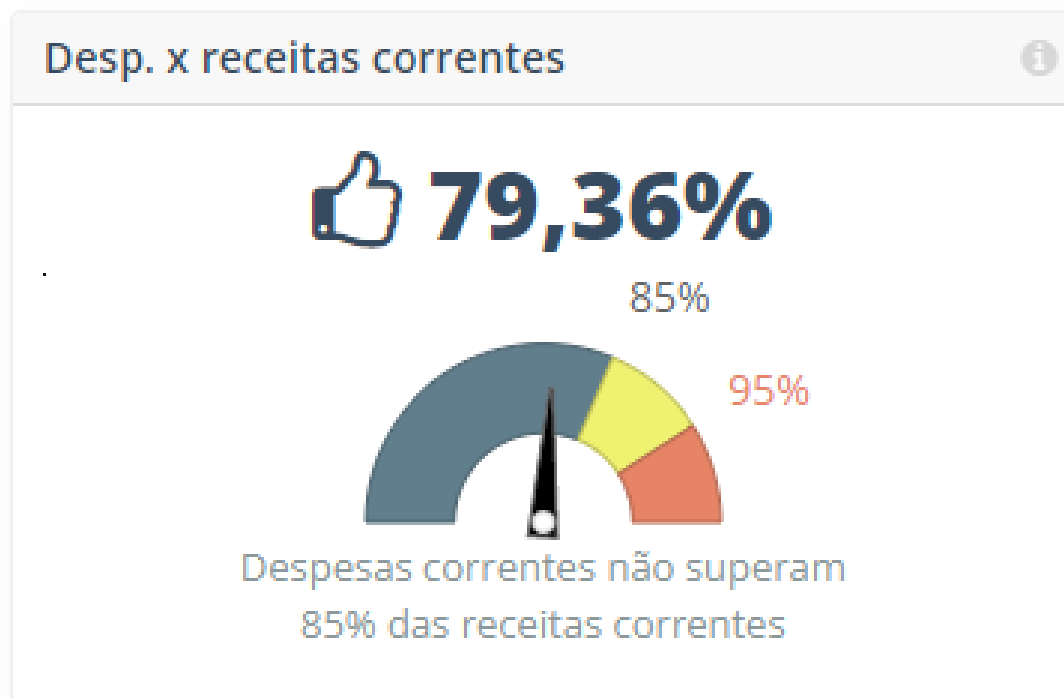 Desp. x receitas correntes
79,36%
85%
95%
Despesas correntes não superam
85% das receitas correntes